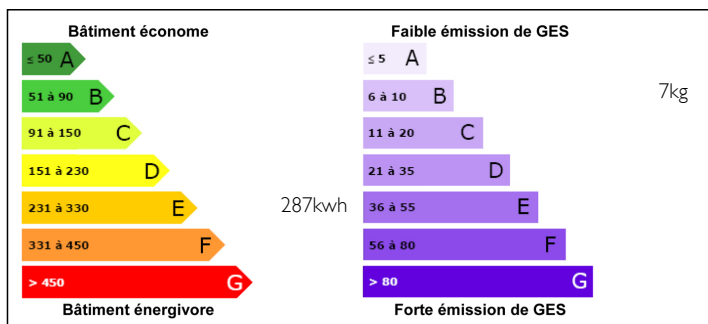 Bâtiment économe
≤ 50 A
51 à 90 B
91 à 150 C
151 à 230 D
231 à 330 E
287kwh
331 à 450 F
> 450 G
Bâtiment énergivore
Faible émission de GES
≤ 5 A
6 à 10 B
7kg
11 à 20 C
21 à 35 D
36 à 55 E
56 à 80 F
> 80 G
Forte émission de GES